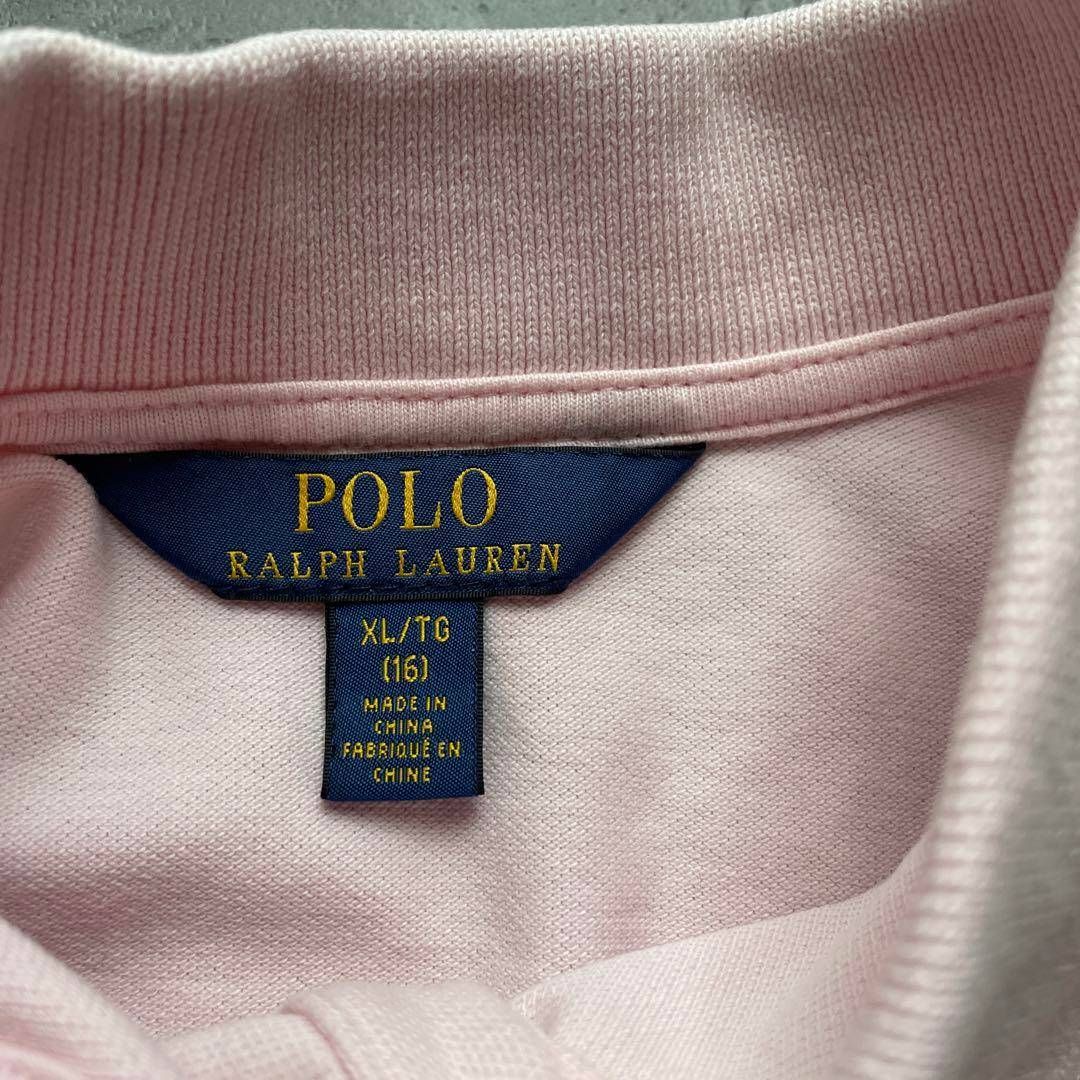 POLO
RALPH LAUREN
XL/TG
(16)
MADE IN
CHINA
FABRIQUÉ EN
CHINE